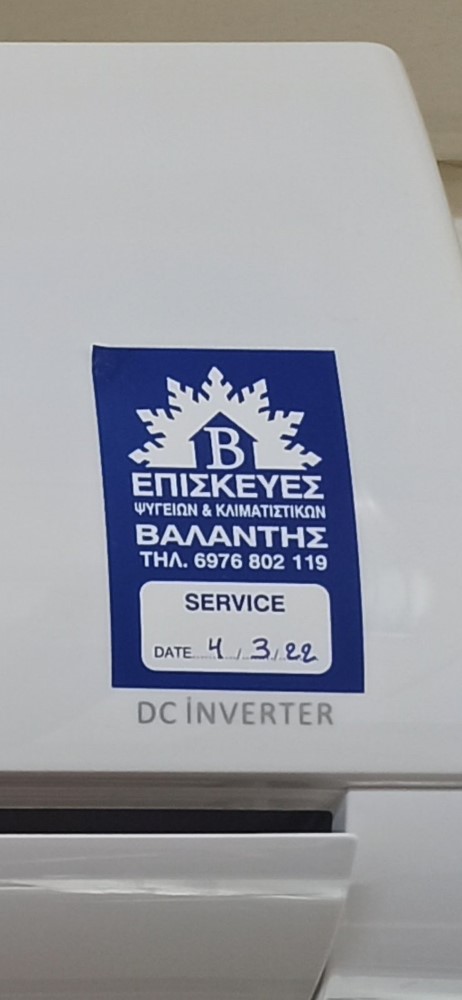 Β
ΕΠΙΣΚΕΥΕΣ
ΨΥΓΕΙΩΝ & ΚΛΙΜΑΤΙΣΤΙΚΩΝ
ΒΑΛΑΝΤΗΣ
ΤΗΛ. 6976 802 119
SERVICE
DATE 4 / 3 / 22
DC INVERTER